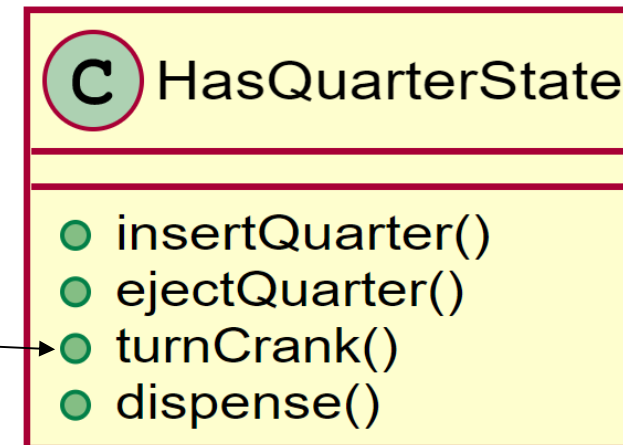 C HasQuarterState
insertQuarter()
ejectQuarter()
turnCrank()
dispense()